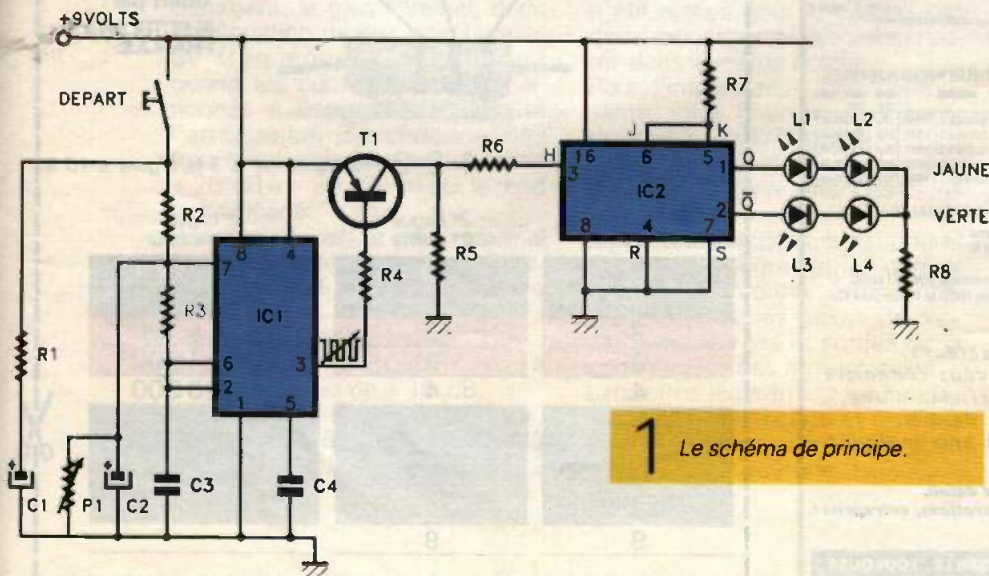 +9VOLTS
DEPART
R1
R2
R3
C1
P1
C2
C3
C4
8
4
7
6
2
1
5
3
IC1
T1
R4
R5
R6
H
R7
J
K
16
6
5
3
1
IC2
2
8
4
7
Q
Q̅
R
S
L1
L2
L3
L4
JAUNE
VERTE
R8
1 Le schéma de principe.